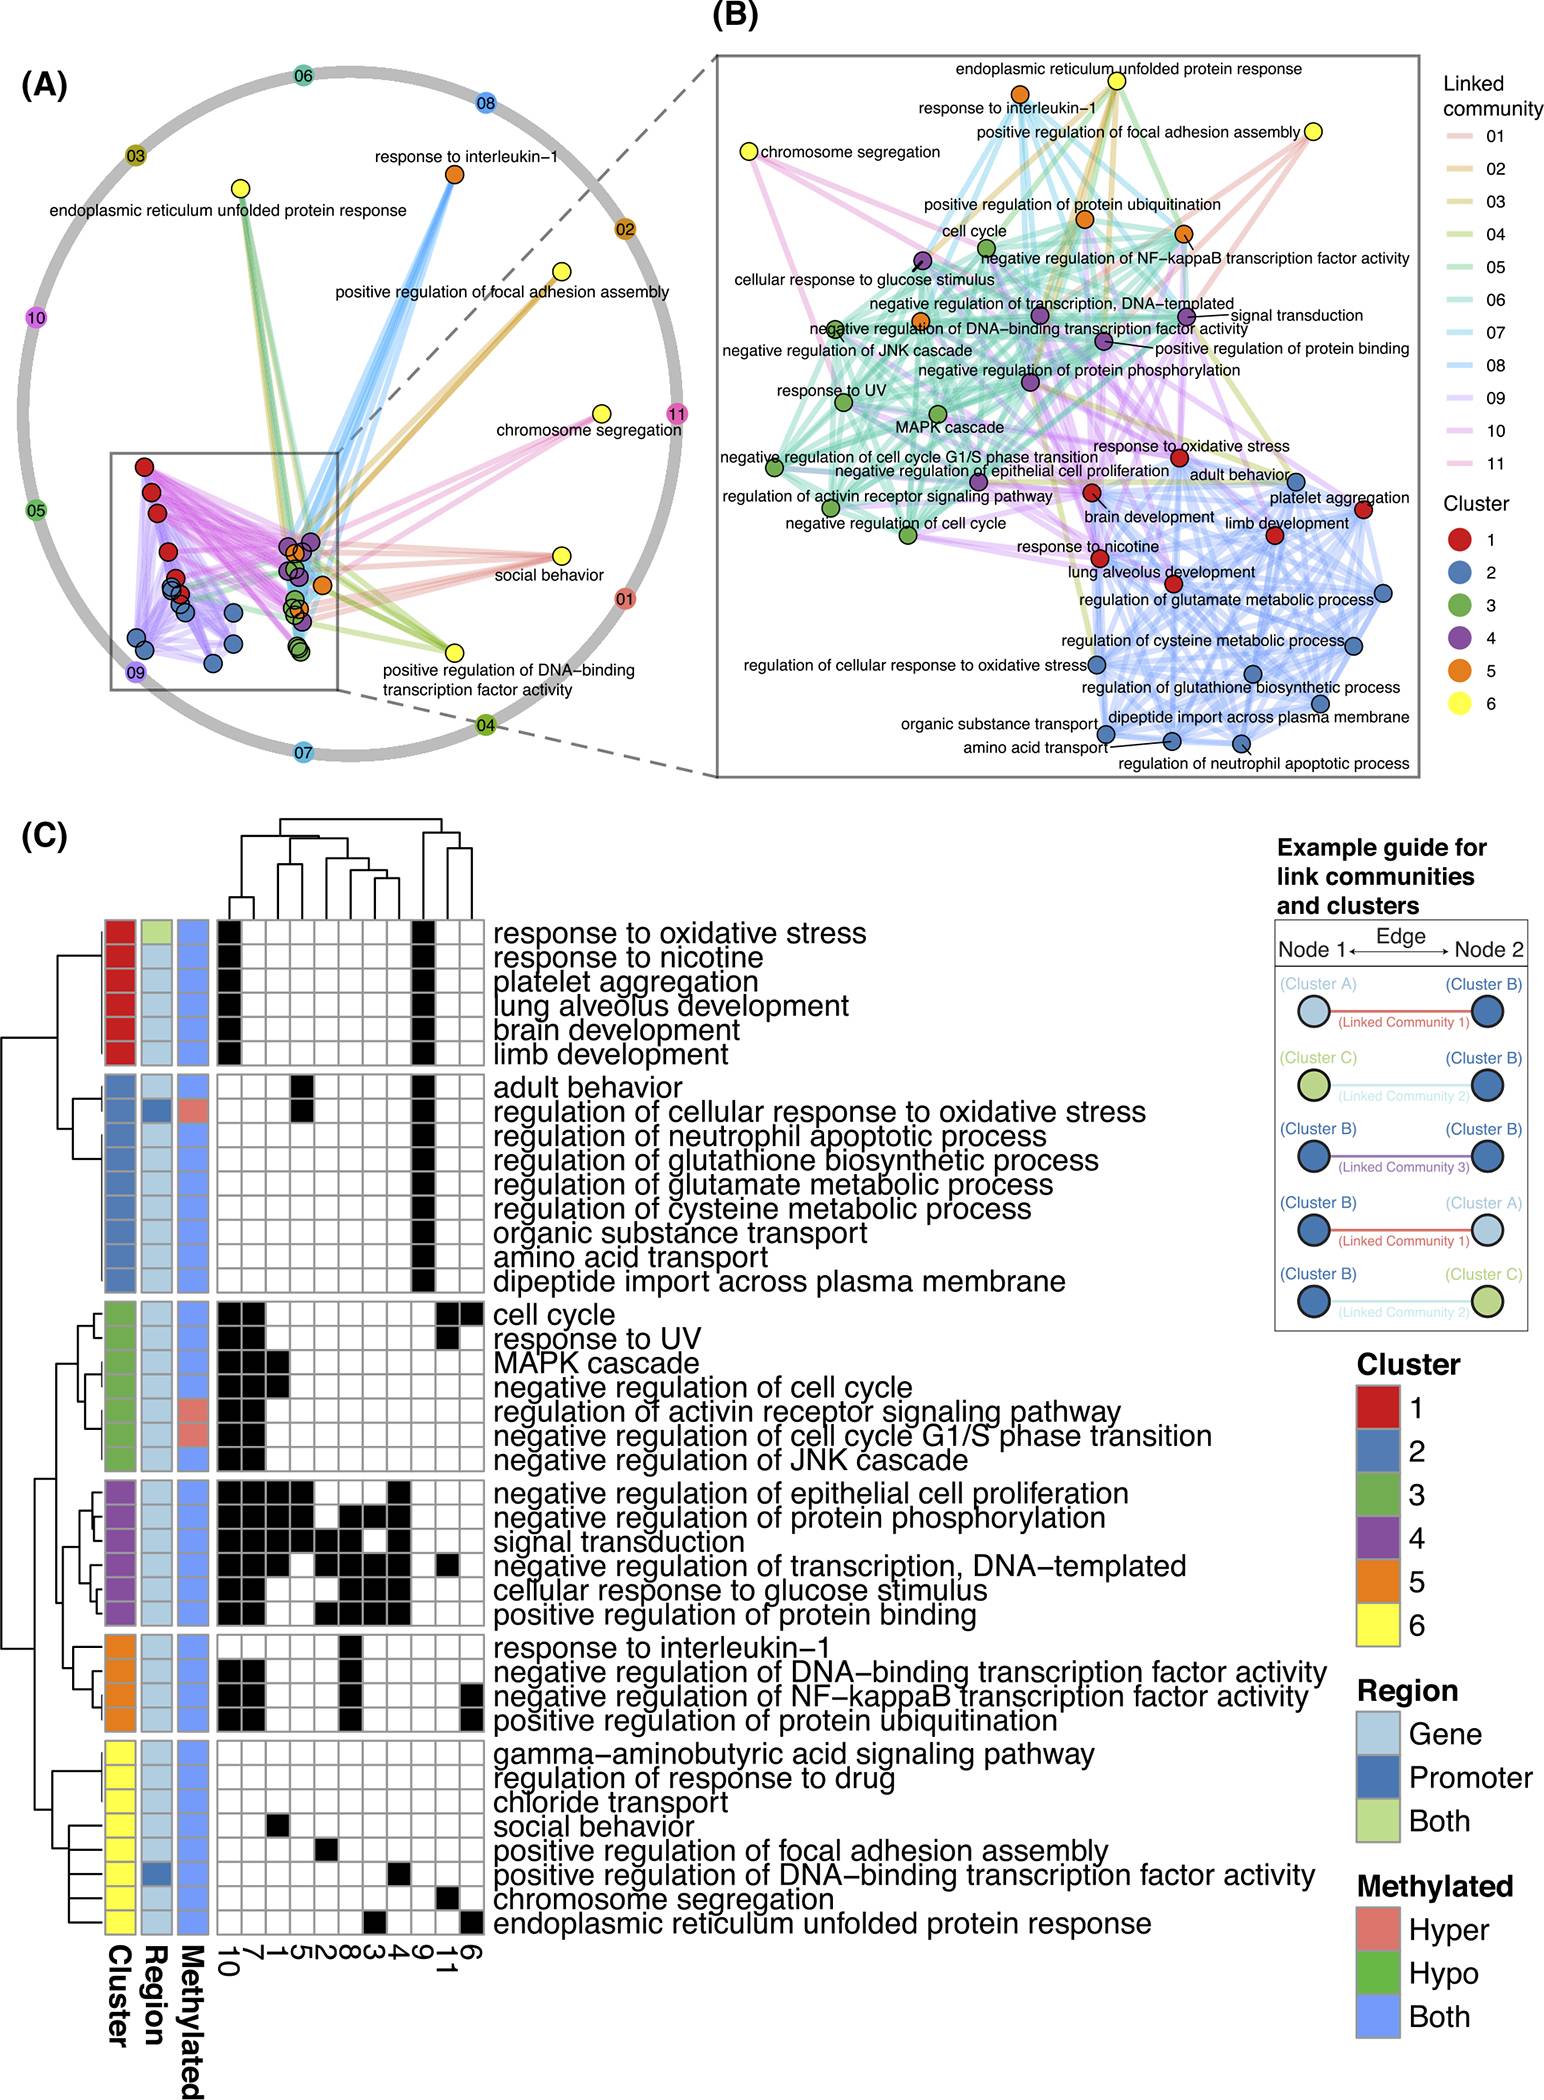 (A)
06
08
03
02
10
11
05
01
09
07
04
response to interleukin−1
endoplasmic reticulum unfolded protein response
positive regulation of focal adhesion assembly
chromosome segregation
social behavior
positive regulation of DNA−binding
transcription factor activity
(B)
endoplasmic reticulum unfolded protein response
response to interleukin−1
positive regulation of focal adhesion assembly
chromosome segregation
positive regulation of protein ubiquitination
cell cycle
negative regulation of NF−kappaB transcription factor activity
cellular response to glucose stimulus
negative regulation of transcription, DNA−templated
signal transduction
negative regulation of DNA−binding transcription factor activity
negative regulation of JNK cascade
positive regulation of protein binding
negative regulation of protein phosphorylation
response to UV
MAPK cascade
response to oxidative stress
negative regulation of cell cycle G1/S phase transition
negative regulation of epithelial cell proliferation
adult behavior
regulation of activin receptor signaling pathway
platelet aggregation
brain development
limb development
negative regulation of cell cycle
response to nicotine
lung alveolus development
regulation of glutamate metabolic process
regulation of cysteine metabolic process
regulation of cellular response to oxidative stress
regulation of glutathione biosynthetic process
dipeptide import across plasma membrane
organic substance transport
amino acid transport
regulation of neutrophil apoptotic process
Linked
community
01
02
03
04
05
06
07
08
09
10
11
Cluster
1
2
3
4
5
6
(C)
response to oxidative stress
response to nicotine
platelet aggregation
lung alveolus development
brain development
limb development
adult behavior
regulation of cellular response to oxidative stress
regulation of neutrophil apoptotic process
regulation of glutathione biosynthetic process
regulation of glutamate metabolic process
regulation of cysteine metabolic process
organic substance transport
amino acid transport
dipeptide import across plasma membrane
cell cycle
response to UV
MAPK cascade
negative regulation of cell cycle
regulation of activin receptor signaling pathway
negative regulation of cell cycle G1/S phase transition
negative regulation of JNK cascade
negative regulation of epithelial cell proliferation
negative regulation of protein phosphorylation
signal transduction
negative regulation of transcription, DNA−templated
cellular response to glucose stimulus
positive regulation of protein binding
response to interleukin−1
negative regulation of DNA−binding transcription factor activity
negative regulation of NF−kappaB transcription factor activity
positive regulation of protein ubiquitination
gamma−aminobutyric acid signaling pathway
regulation of response to drug
chloride transport
social behavior
positive regulation of focal adhesion assembly
positive regulation of DNA−binding transcription factor activity
chromosome segregation
endoplasmic reticulum unfolded protein response
Cluster
Region
Methylated
10
7
1
5
2
8
3
4
9
11
6
Example guide for
link communities
and clusters
Edge
Node 1 Node 2
(Cluster A) (Cluster B)
(Linked Community 1)
(Cluster C) (Cluster B)
(Linked Community 2)
(Cluster B) (Cluster B)
(Linked Community 3)
(Cluster B) (Cluster A)
(Linked Community 1)
(Cluster B) (Cluster C)
(Linked Community 2)
Cluster
1
2
3
4
5
6
Region
Gene
Promoter
Both
Methylated
Hyper
Hypo
Both